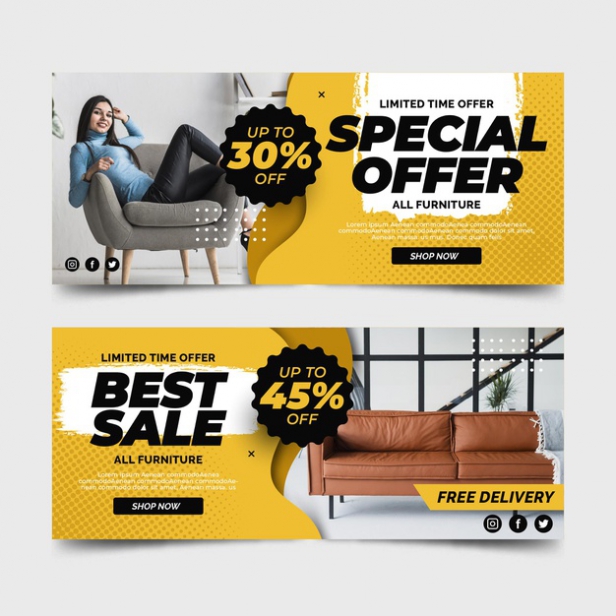 LIMITED TIME OFFER
SPECIAL
OFFER
ALL FURNITURE
UP TO
30%
OFF
SHOP NOW
LIMITED TIME OFFER
BEST
SALE
ALL FURNITURE
SHOP NOW
UP TO
45%
OFF
FREE DELIVERY